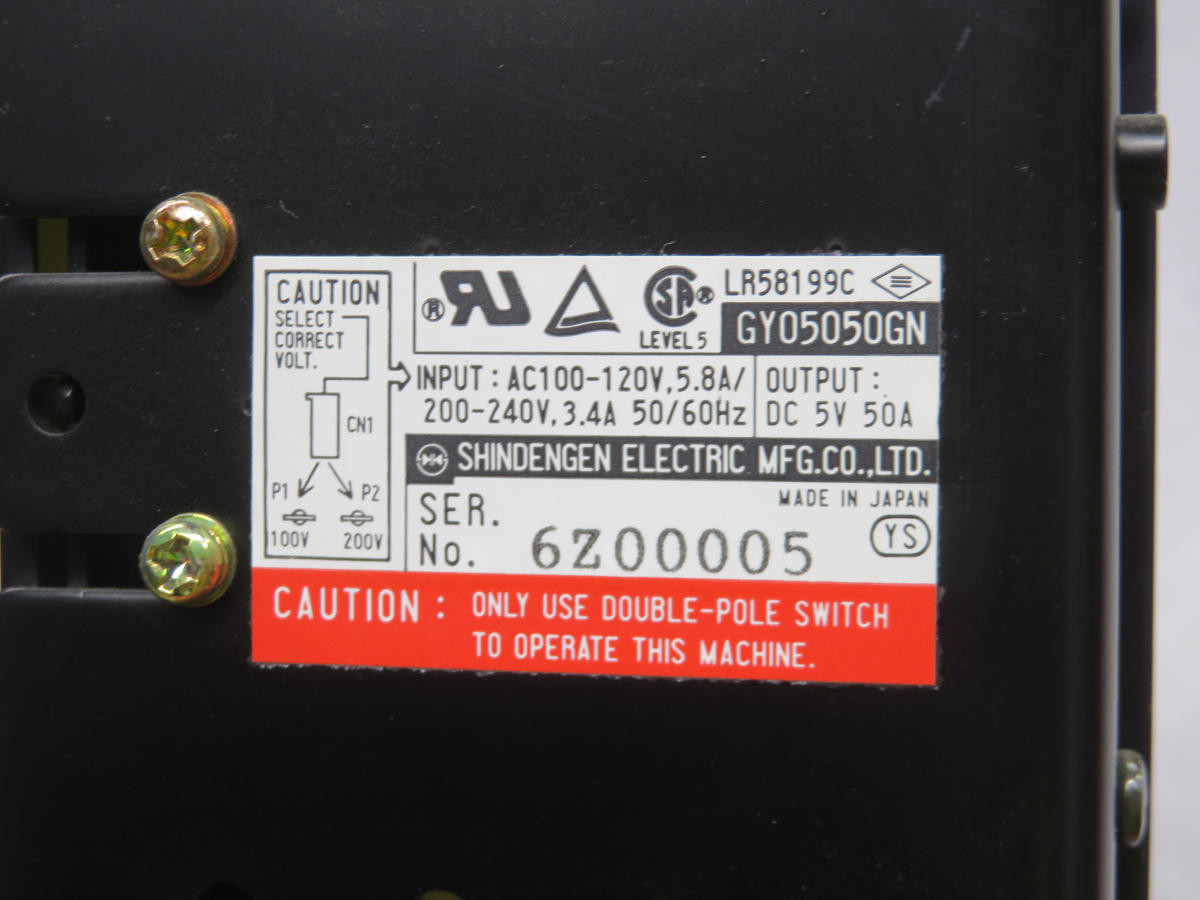 CAUTION
SELECT
CORRECT
VOLT.
CN1
P1 P2
100V 200V
® UR SA ® LR58199C
LEVEL 5 GY05050GN
INPUT : AC100-120V, 5.8A/
200-240V, 3.4A 50/60Hz
OUTPUT :
DC 5V 50A
SHINDENGEN ELECTRIC MFG.CO.,LTD.
MADE IN JAPAN
SER.
No. 6Z00005 YS
CAUTION : ONLY USE DOUBLE-POLE SWITCH
TO OPERATE THIS MACHINE.